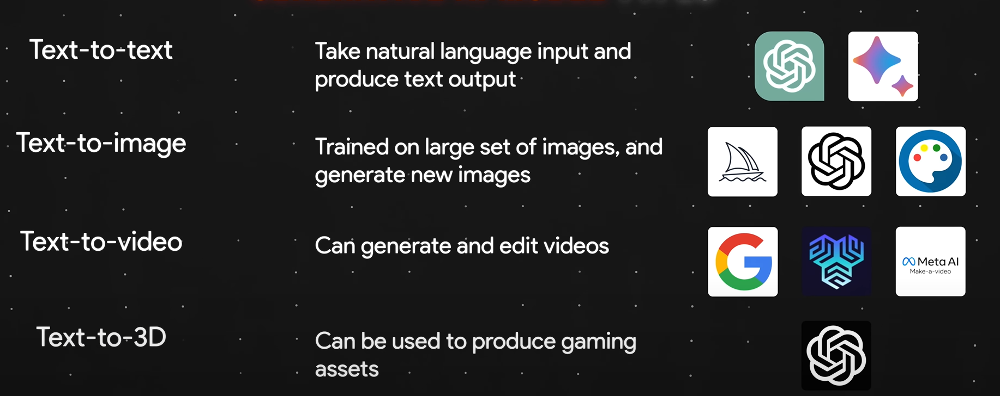 Text-to-text
Take natural language input and
produce text output
Text-to-image
Trained on large set of images, and
generate new images
Text-to-video
Can generate and edit videos
Meta AI
Make-a-video
Text-to-3D
Can be used to produce gaming
assets